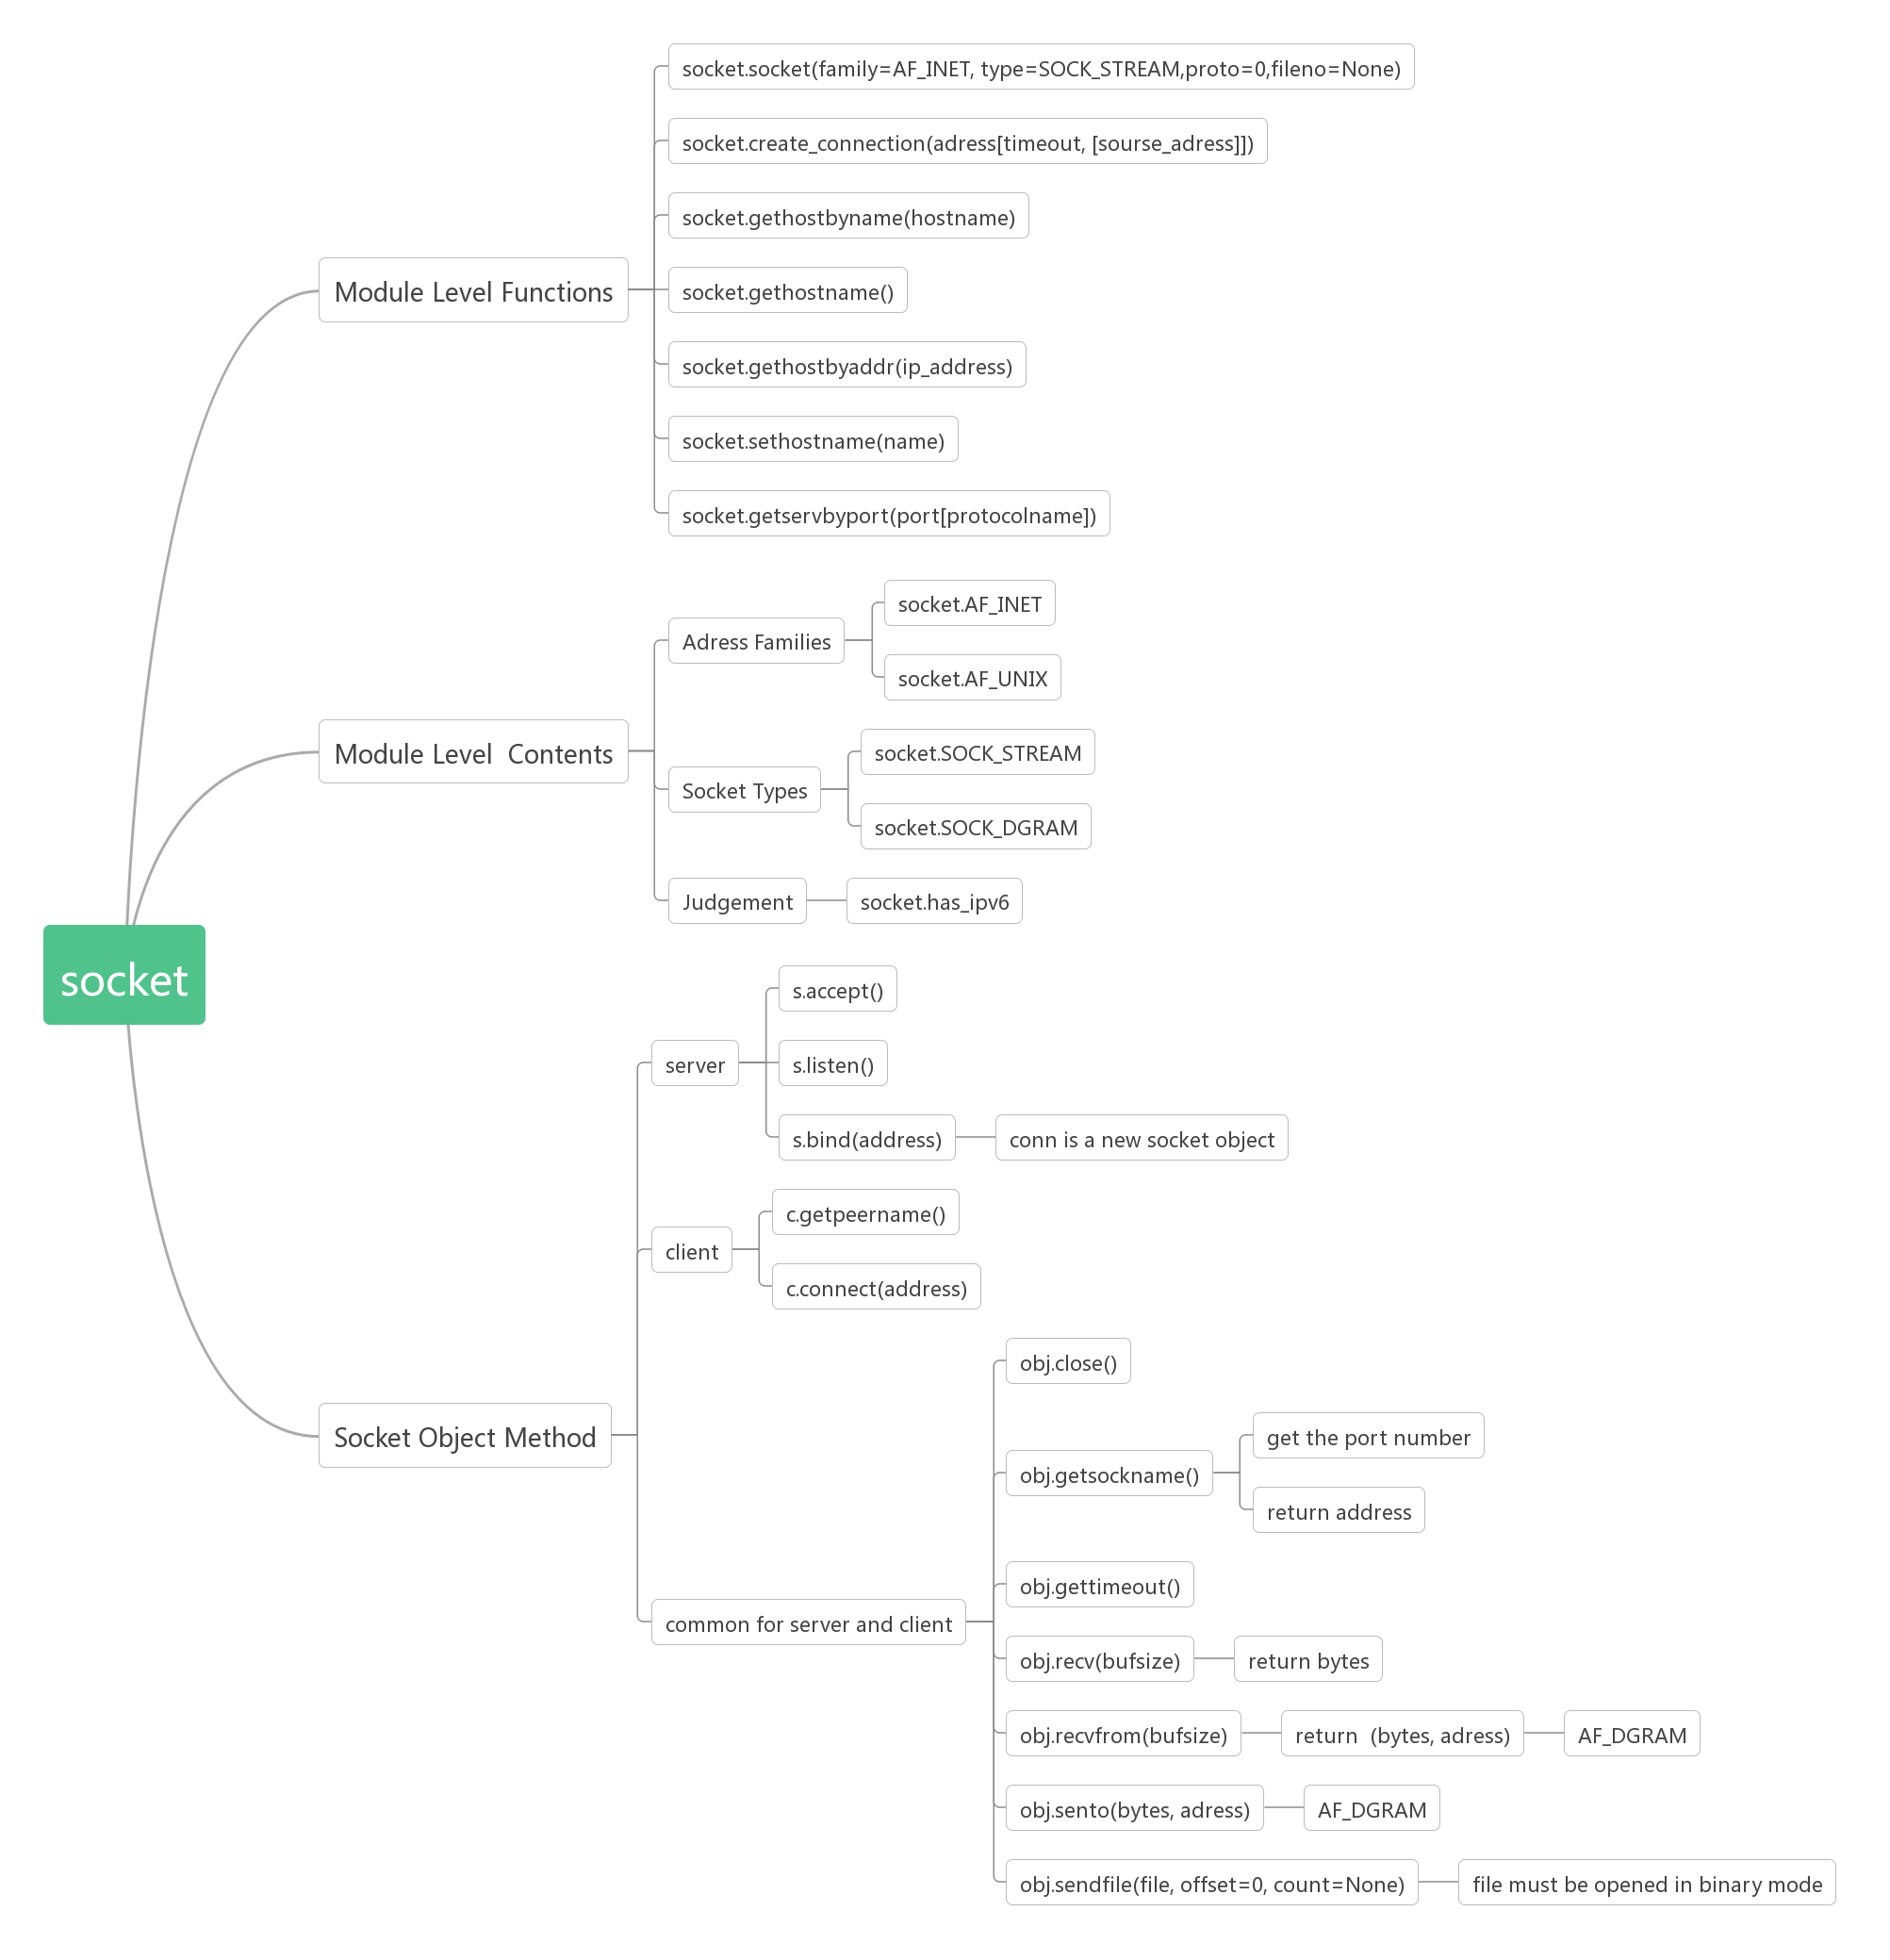 socket.socket(family=AF_INET, type=SOCK_STREAM,proto=0,fileno=None)
socket.create_connection(adress[timeout, [sourse_adress]])
socket.gethostbyname(hostname)
Module Level Functions
socket.gethostname()
socket.gethostbyaddr(ip_address)
socket.sethostname(name)
socket.getservbyport(port[protocolname])
socket.AF_INET
Adress Families
socket.AF_UNIX
Module Level  Contents
socket.SOCK_STREAM
Socket Types
socket.SOCK_DGRAM
Judgement
socket.has_ipv6
socket
s.accept()
server
s.listen()
s.bind(address)
conn is a new socket object
c.getpeername()
client
c.connect(address)
obj.close()
Socket Object Method
get the port number
obj.getsockname()
return address
obj.gettimeout()
common for server and client
obj.recv(bufsize)
return bytes
obj.recvfrom(bufsize)
return  (bytes, adress)
AF_DGRAM
obj.sento(bytes, adress)
AF_DGRAM
obj.sendfile(file, offset=0, count=None)
file must be opened in binary mode